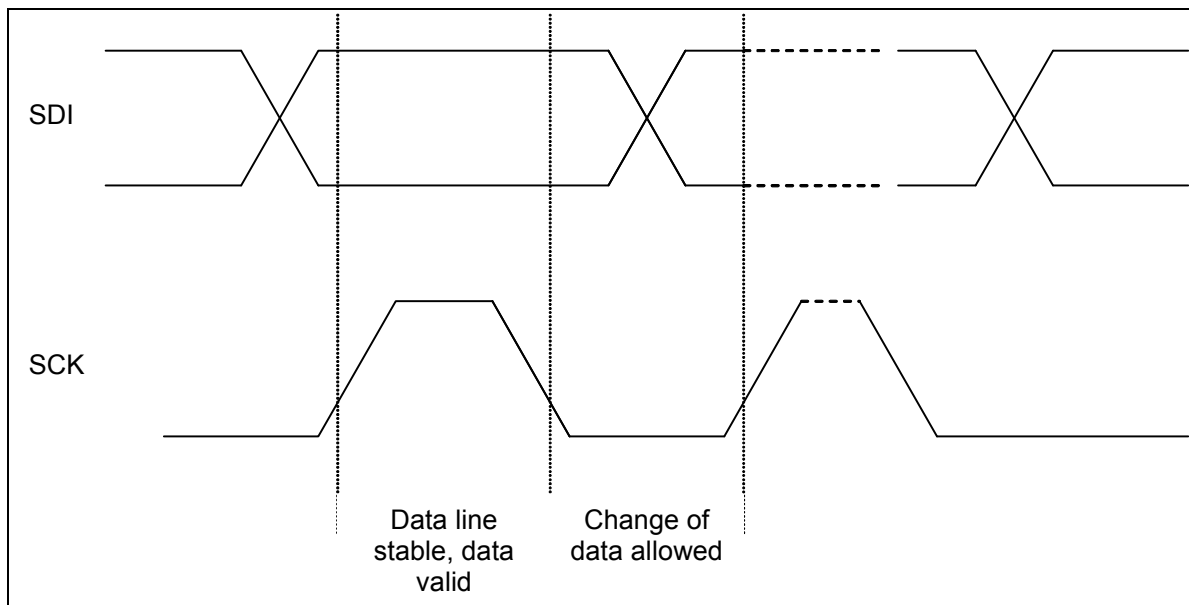 SDI
SCK
Data line
stable, data
valid
Change of
data allowed